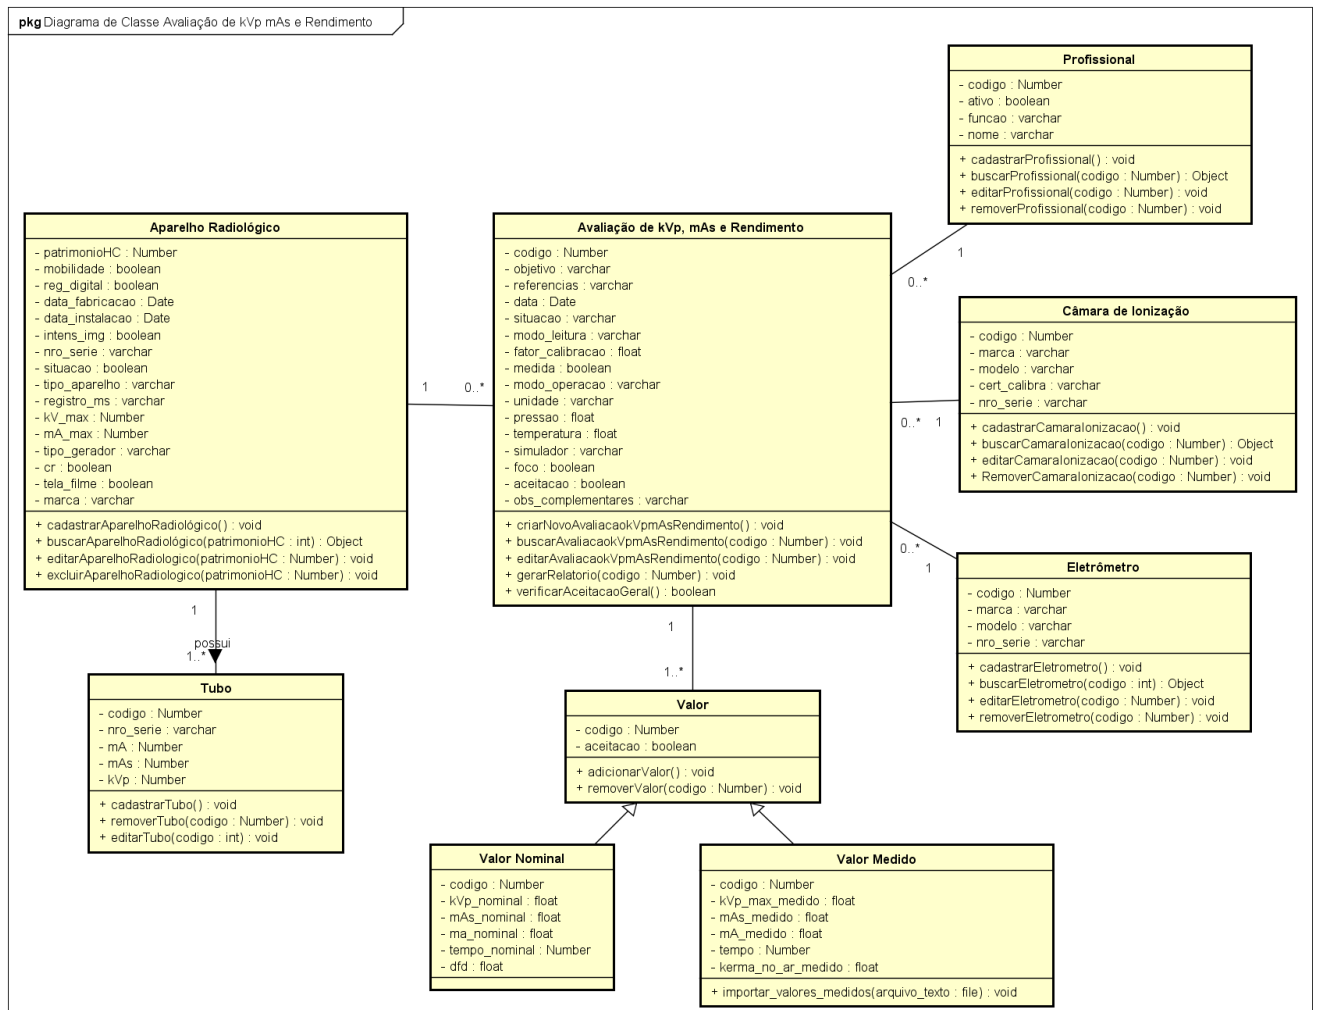 pkg Diagrama de Classe Avaliação de kVp mAs e Rendimento
Profissional
- codigo : Number
- ativo : boolean
- funcao : varchar
- nome : varchar
+ cadastrarProfissional() : void
+ buscarProfissional(codigo : Number) : Object
+ editarProfissional(codigo : Number) : void
+ removerProfissional(codigo : Number) : void
Aparelho Radiológico
- patrimonioHC : Number
- mobilidade : boolean
- reg_digital : boolean
- data_fabricacao : Date
- data_instalacao : Date
- intens_img : boolean
- nro_serie : varchar
- situacao : boolean
- tipo_aparelho : varchar
- registro_ms : varchar
- kV_max : Number
- mA_max : Number
- tipo_gerador : varchar
- cr : boolean
- tela_filme : boolean
- marca : varchar
+ cadastrarAparelhoRadiológico() : void
+ buscarAparelhoRadiológico(patrimonioHC : int) : Object
+ editarAparelhoRadiologico(patrimonioHC : Number) : void
+ excluirAparelhoRadiologico(patrimonioHC : Number) : void
1
0..*
Avaliação de kVp, mAs e Rendimento
- codigo : Number
- objetivo : varchar
- referencias : varchar
- data : Date
- situacao : varchar
- modo_leitura : varchar
- fator_calibracao : float
- medida : boolean
- modo_operacao : varchar
- unidade : varchar
- pressao : float
- temperatura : float
- simulador : varchar
- foco : boolean
- aceitacao : boolean
- obs_complementares : varchar
+ criarNovoAvaliacaokVpmAsRendimento() : void
+ buscarAvaliacaokVpmAsRendimento(codigo : Number) : void
+ editarAvaliacaokVpmAsRendimento(codigo : Number) : void
+ gerarRelatorio(codigo : Number) : void
+ verificarAceitacaoGeral() : boolean
1
0..*
Câmara de Ionização
- codigo : Number
- marca : varchar
- modelo : varchar
- cert_calibra : varchar
- nro_serie : varchar
+ cadastrarCamaraIonizacao() : void
+ buscarCamaraIonizacao(codigo : Number) : Object
+ editarCamaraIonizacao(codigo : Number) : void
+ RemoverCamaraIonizacao(codigo : Number) : void
0..*
1
0..*
1
Eletrômetro
- codigo : Number
- marca : varchar
- modelo : varchar
- nro_serie : varchar
+ cadastrarEletrometro() : void
+ buscarEletrometro(codigo : int) : Object
+ editarEletrometro(codigo : Number) : void
+ removerEletrometro(codigo : Number) : void
1
possui
1..*
Tubo
- codigo : Number
- nro_serie : varchar
- mA : Number
- mAs : Number
- kVp : Number
+ cadastrarTubo() : void
+ removerTubo(codigo : Number) : void
+ editarTubo(codigo : int) : void
1
1..*
Valor
- codigo : Number
- aceitacao : boolean
+ adicionarValor() : void
+ removerValor(codigo : Number) : void
Valor Nominal
- codigo : Number
- kVp_nominal : float
- mAs_nominal : float
- ma_nominal : float
- tempo_nominal : Number
- dfd : float
Valor Medido
- codigo : Number
- kVp_max_medido : float
- mAs_medido : float
- mA_medido : float
- tempo : Number
- kerma_no_ar_medido : float
+ importar_valores_medidos(arquivo_texto : file) : void